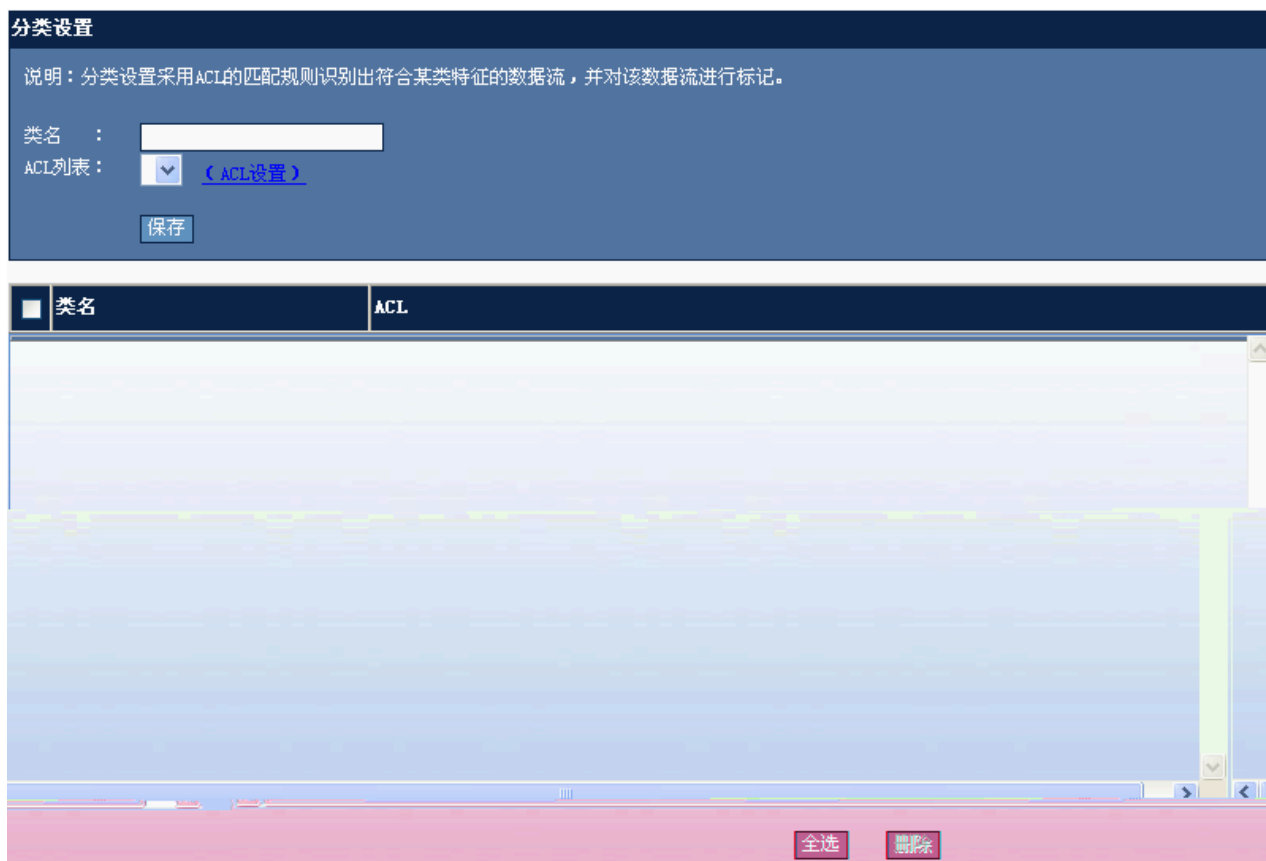 分类设置
说明：分类设置采用ACL的匹配规则识别出符合某类特征的数据流，并对该数据流进行标记。
类名 ：
ACL列表：
（ACL设置）
保存
类名 ACL
全选 删除